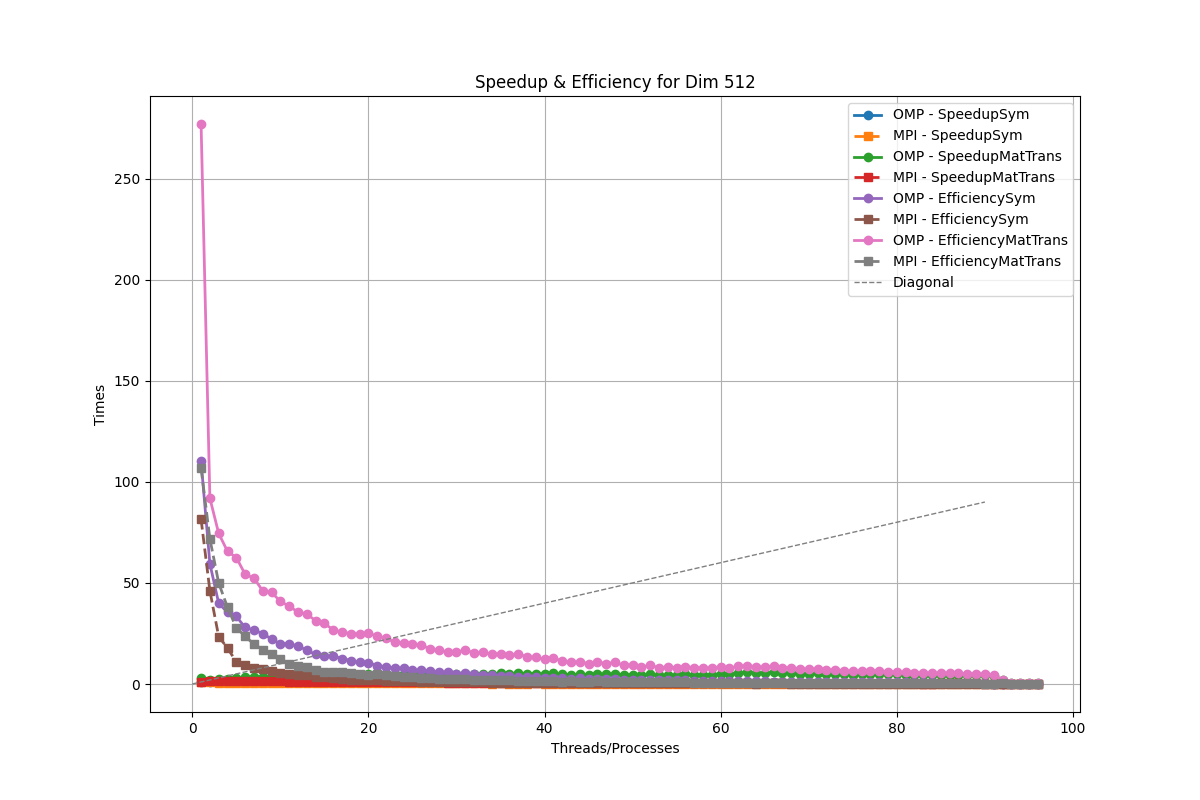 Speedup & Efficiency for Dim 512
OMP - SpeedupSym
MPI - SpeedupSym
OMP - SpeedupMatTrans
MPI - SpeedupMatTrans
OMP - EfficiencySym
MPI - EfficiencySym
OMP - EfficiencyMatTrans
MPI - EfficiencyMatTrans
Diagonal
Times
250
200
150
100
50
0
0 20 40 60 80 100
Threads/Processes